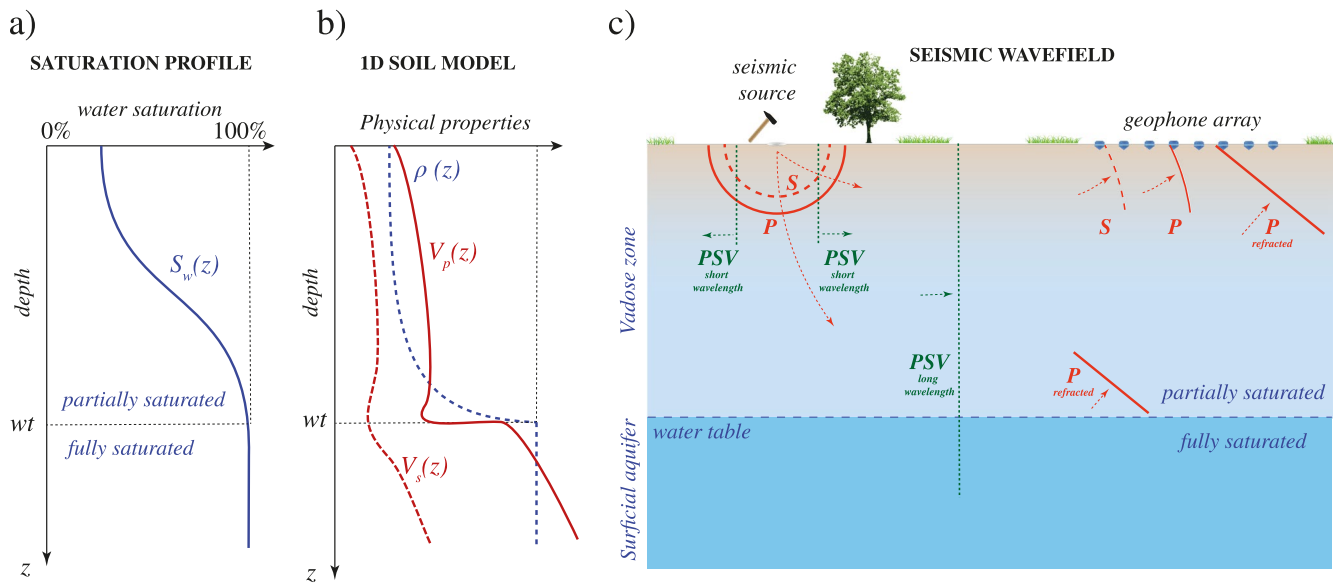 a)
SATURATION PROFILE
water saturation
0%
100%
S_w(z)
depth
partially saturated
wt
fully saturated
z
b)
1D SOIL MODEL
Physical properties
ρ(z)
V_p(z)
depth
wt
V_s(z)
z
c)
SEISMIC WAVEFIELD
seismic
source
geophone array
S
P
PSV
short
wavelength
PSV
short
wavelength
S
P
P
refracted
Vadose zone
PSV
long
wavelength
P
refracted
partially saturated
water table
fully saturated
Surficial aquifer